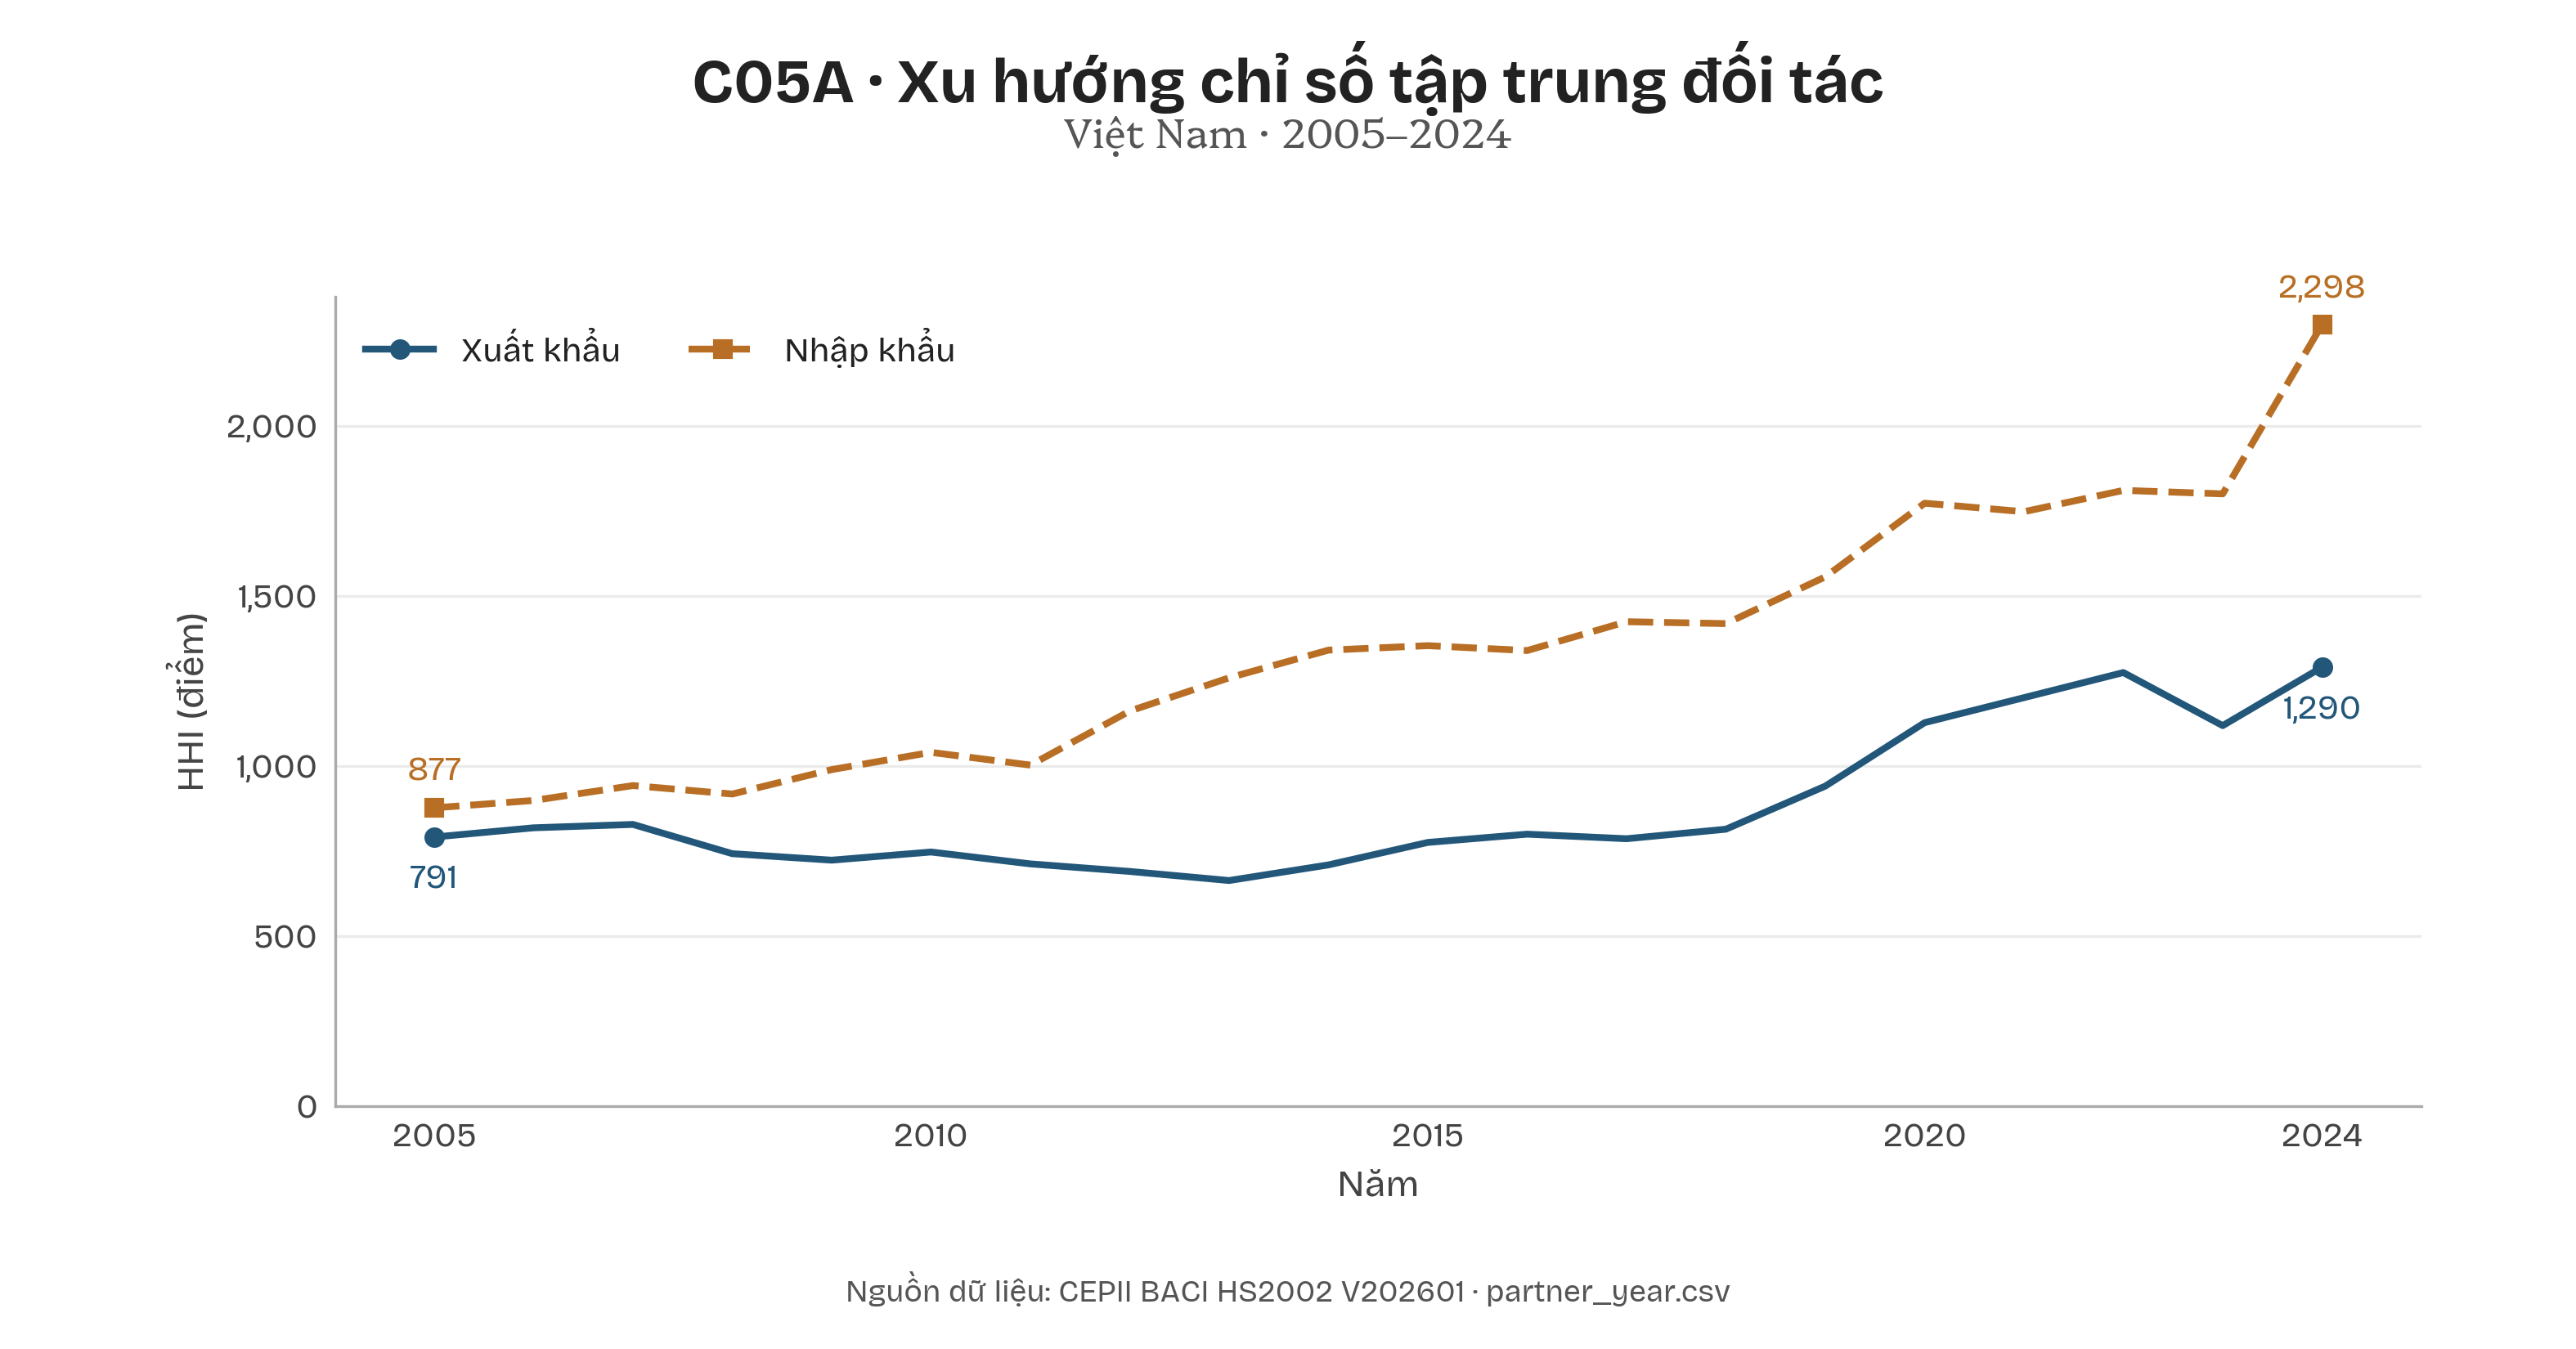 C05A · Xu hướng chỉ số tập trung đối tác
Việt Nam · 2005–2024
2,298
Xuất khẩu
Nhập khẩu
2,000
1,500
1,000
500
0
HHI (điểm)
877
791
1,290
2005
2010
2015
2020
2024
Năm
Nguồn dữ liệu: CEPII BACI HS2002 V202601 · partner_year.csv